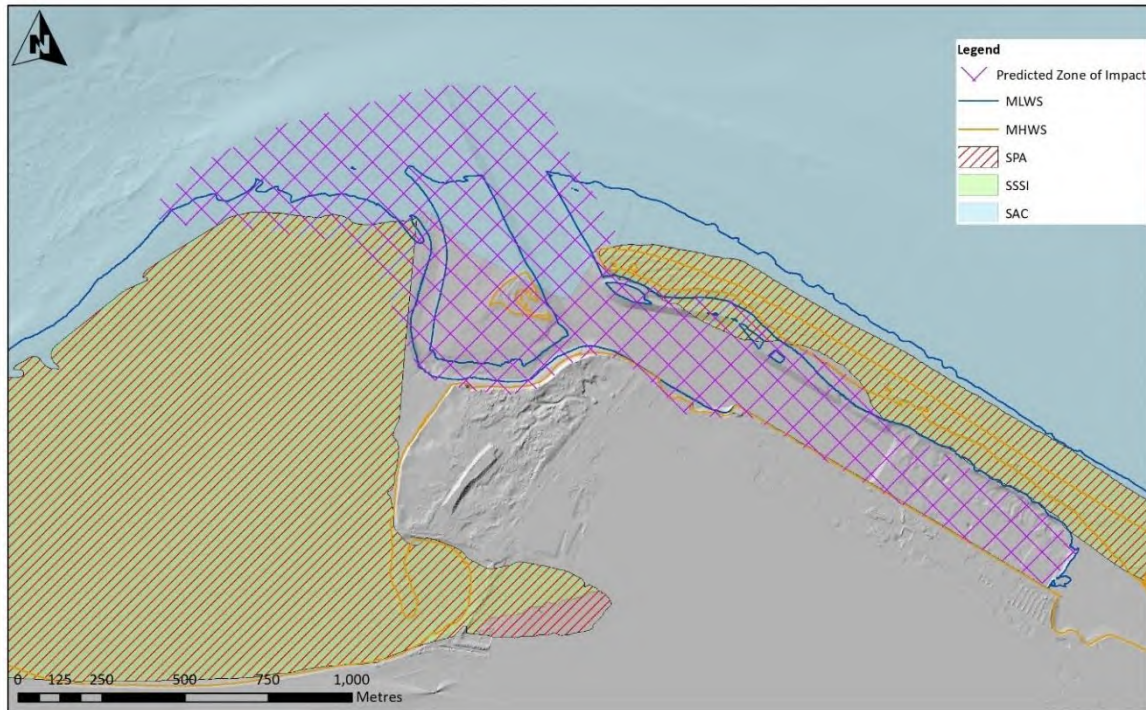 N
Legend
Predicted Zone of Impact
MLWS
MHWS
SPA
SSSI
SAC
0 125 250 500 750 1,000
Metres